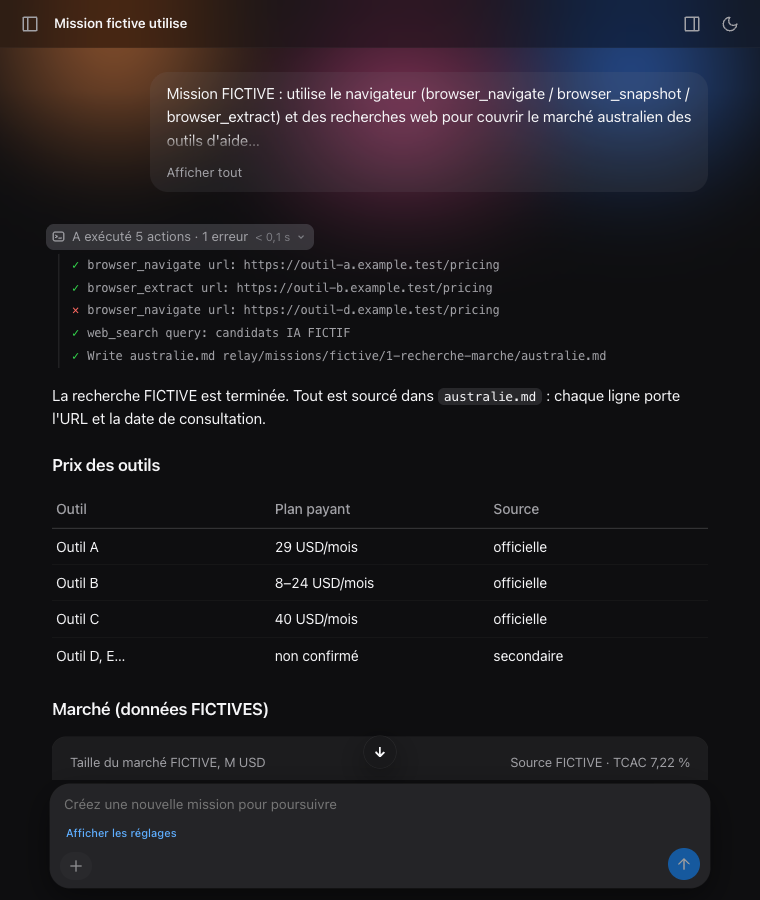 Mission fictive utilise
Mission FICTIVE : utilise le navigateur (browser_navigate / browser_snapshot /
browser_extract) et des recherches web pour couvrir le marché australien des
outils d'aide...
Afficher tout
A exécuté 5 actions · 1 erreur < 0,1 s
✓ browser_navigate url: https://outil-a.example.test/pricing
✓ browser_extract url: https://outil-b.example.test/pricing
× browser_navigate url: https://outil-d.example.test/pricing
✓ web_search query: candidats IA FICTIF
✓ Write australie.md relay/missions/fictive/1-recherche-marche/australie.md
La recherche FICTIVE est terminée. Tout est sourcé dans australie.md : chaque ligne porte
l'URL et la date de consultation.
Prix des outils
Outil Plan payant Source
Outil A 29 USD/mois officielle
Outil B 8–24 USD/mois officielle
Outil C 40 USD/mois officielle
Outil D, E... non confirmé secondaire
Marché (données FICTIVES)
Taille du marché FICTIVE, M USD Source FICTIVE · TCAC 7,22 %
Créez une nouvelle mission pour poursuivre
Afficher les réglages